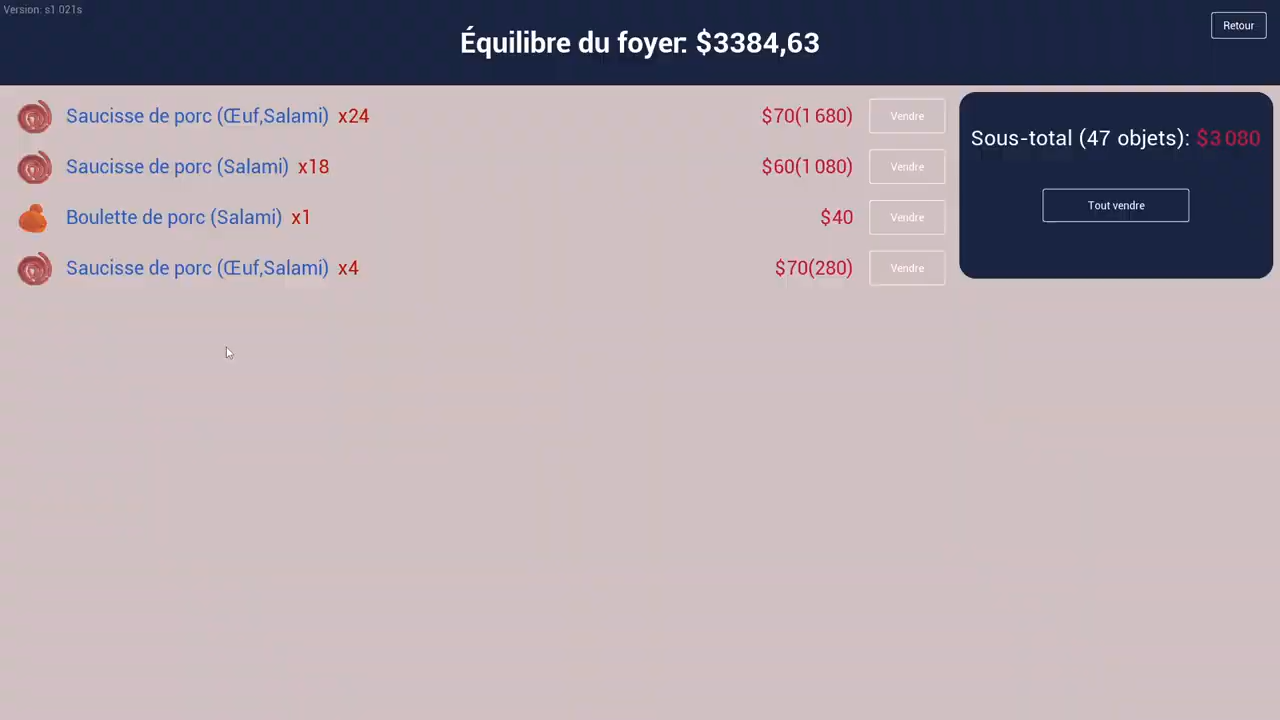 Version: s1 021s
Équilibre du foyer: $3384,63
Retour
Saucisse de porc (Œuf,Salami) x24 $70(1 680) Vendre
Saucisse de porc (Salami) x18 $60(1 080) Vendre
Boulette de porc (Salami) x1 $40 Vendre
Saucisse de porc (Œuf,Salami) x4 $70(280) Vendre
Sous-total (47 objets): $3 080
Tout vendre